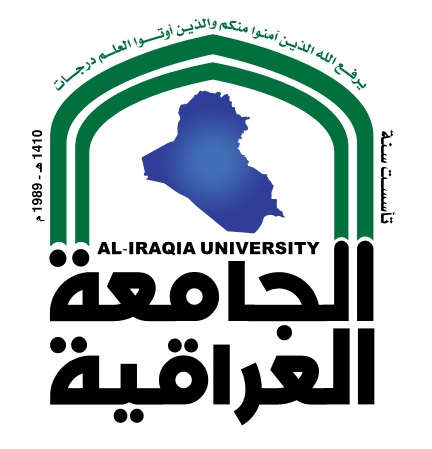 يرفع الله الذين آمنوا منكم والذين أوتوا العلم درجات
تأسست سنة
1410 هـ - 1989 م
AL-IRAQIA UNIVERSITY
الجامعة
العراقية